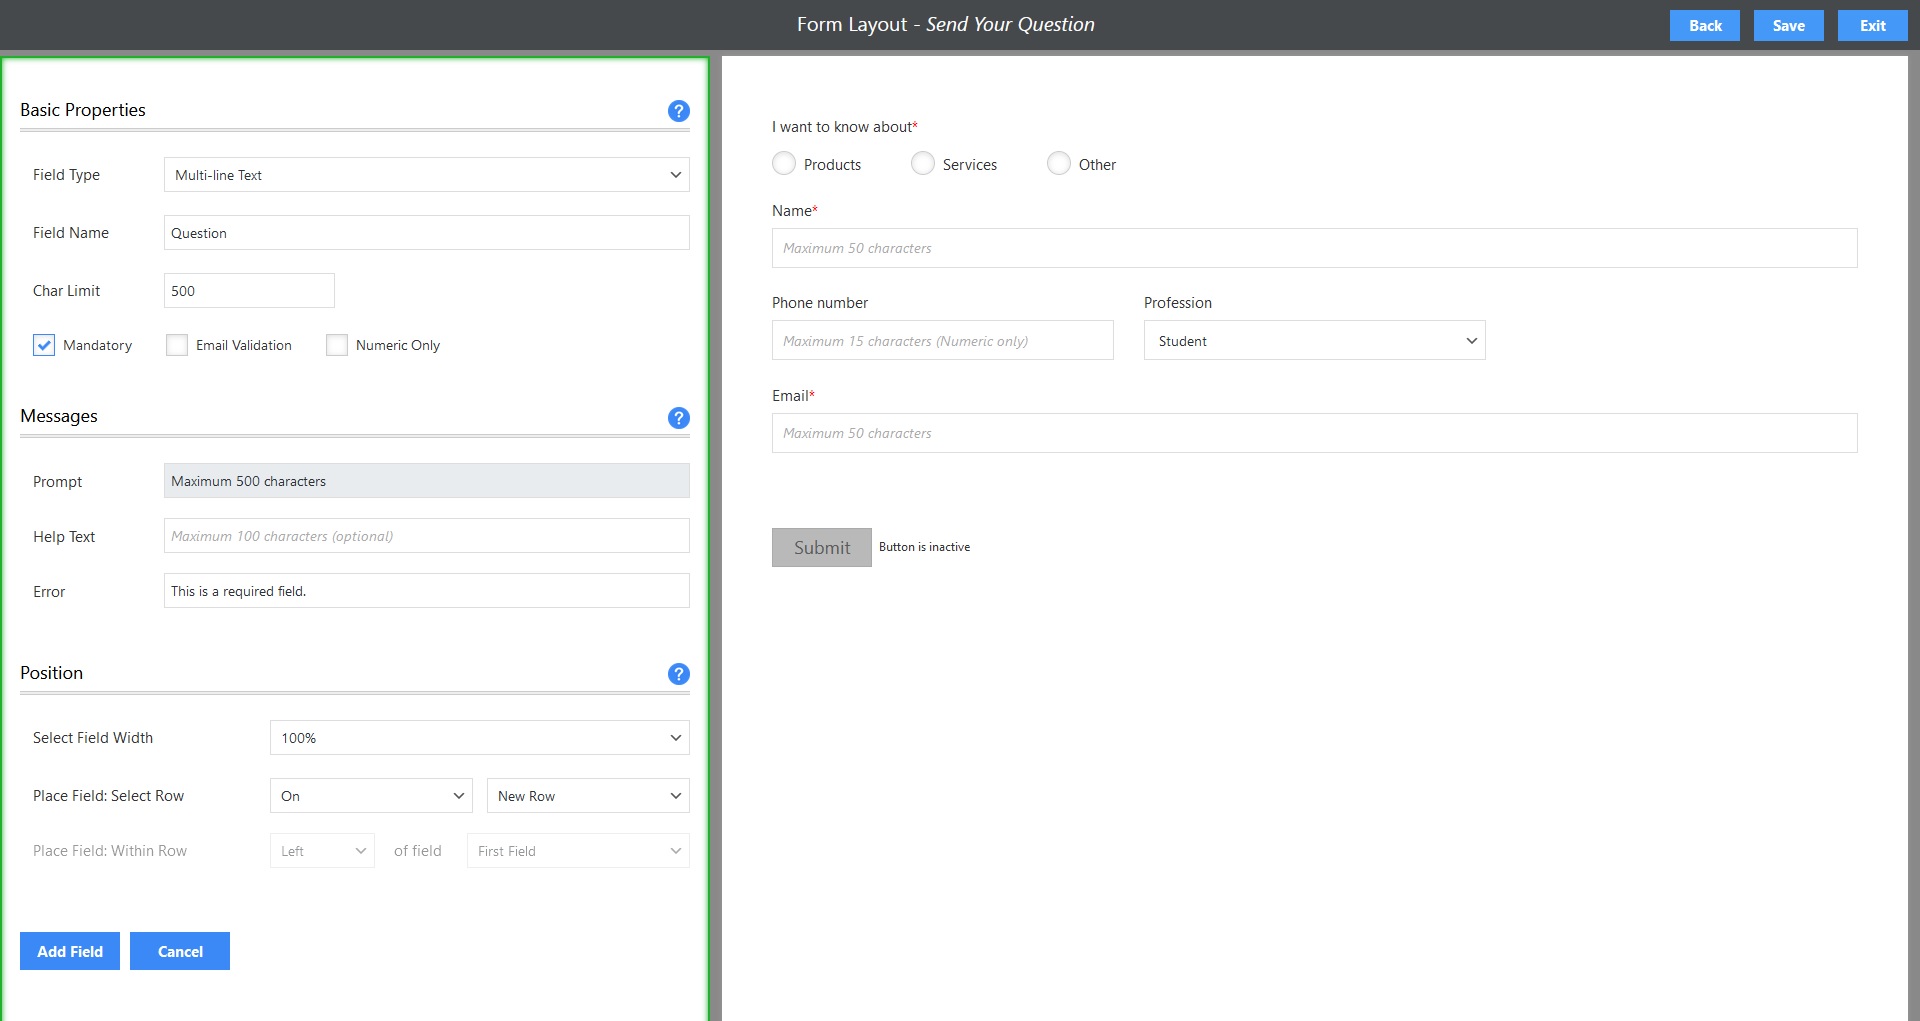 Form Layout - Send Your Question
Back
Save
Exit
Basic Properties
?
Field Type
Multi-line Text
Field Name
Question
Char Limit
500
Mandatory
Email Validation
Numeric Only
Messages
?
Prompt
Maximum 500 characters
Help Text
Maximum 100 characters (optional)
Error
This is a required field.
Position
?
Select Field Width
100%
Place Field: Select Row
On
New Row
Place Field: Within Row
Left
of field
First Field
Add Field
Cancel
I want to know about*
Products
Services
Other
Name*
Maximum 50 characters
Phone number
Profession
Maximum 15 characters (Numeric only)
Student
Email*
Maximum 50 characters
Submit
Button is inactive